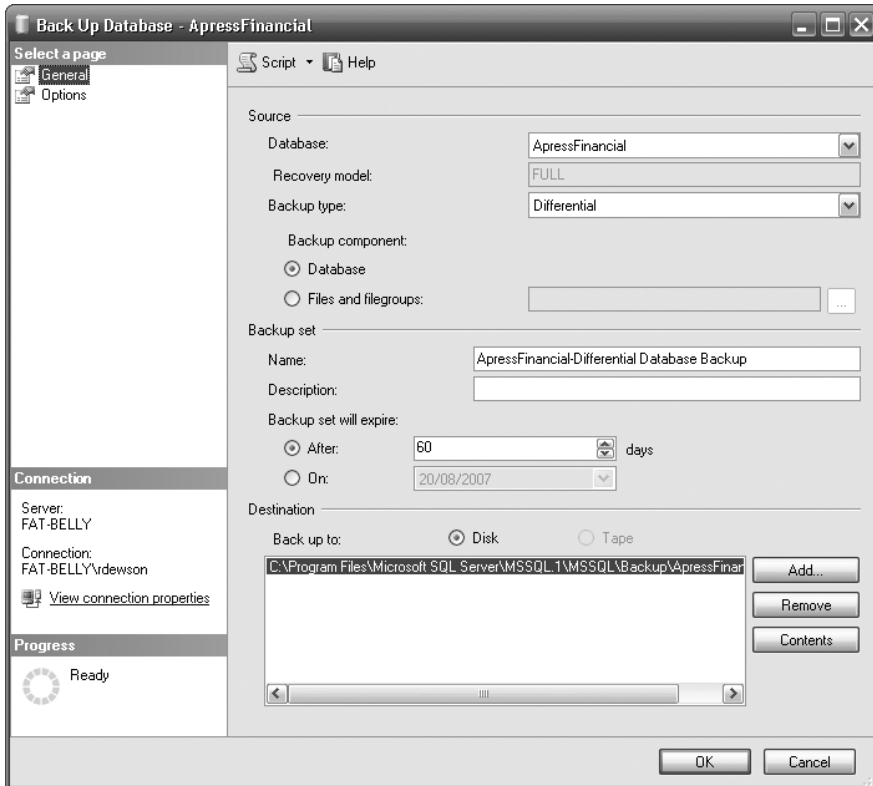 Back Up Database - ApressFinancial
Select a page
General
Options
Script
Help
Source
Database:
ApressFinancial
Recovery model:
FULL
Backup type:
Differential
Backup component:
Database
Files and filegroups:
...
Backup set
Name:
ApressFinancial-Differential Database Backup
Description:
Backup set will expire:
After:
60
days
On:
20/08/2007
Destination
Back up to:
Disk
Tape
C:\Program Files\Microsoft SQL Server\MSSQL.1\MSSQL\Backup\ApressFinan
Add...
Remove
Contents
Connection
Server:
FAT-BELLY
Connection:
FAT-BELLY\rdewson
View connection properties
Progress
Ready
OK
Cancel